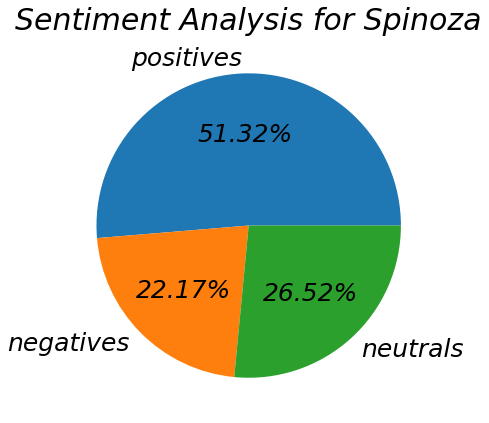 Sentiment Analysis for Spinoza
positives
51.32%
22.17%
26.52%
negatives
neutrals